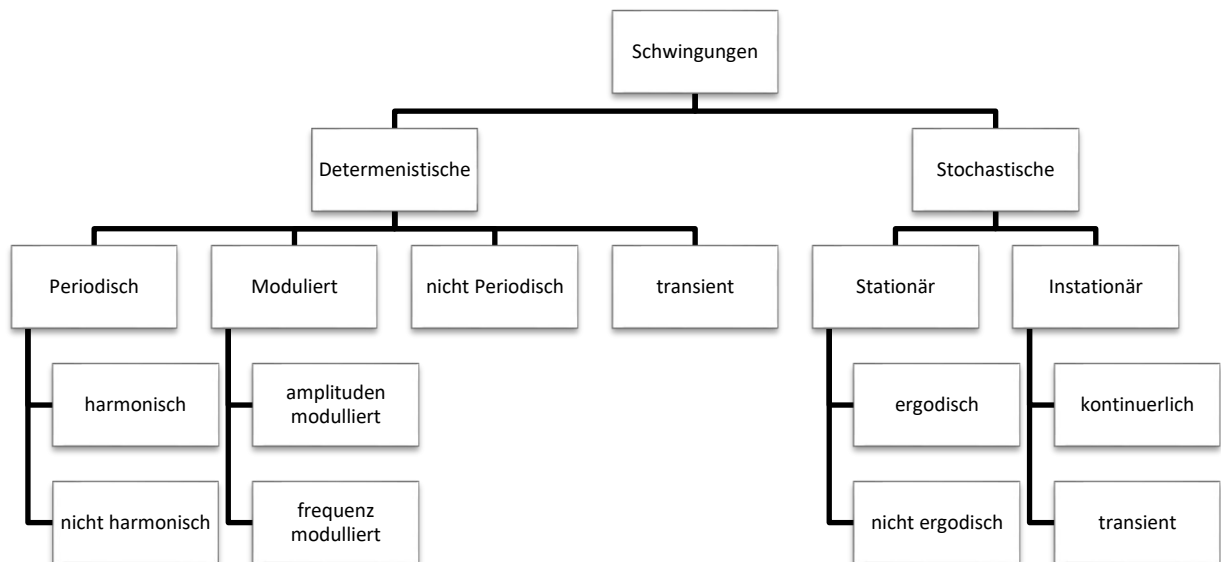 Schwingungen
Determenistische
Stochastische
Periodisch
Moduliert
nicht Periodisch
transient
Stationär
Instationär
harmonisch
amplituden
modulliert
ergodisch
kontinuerlich
nicht harmonisch
frequenz
modulliert
nicht ergodisch
transient